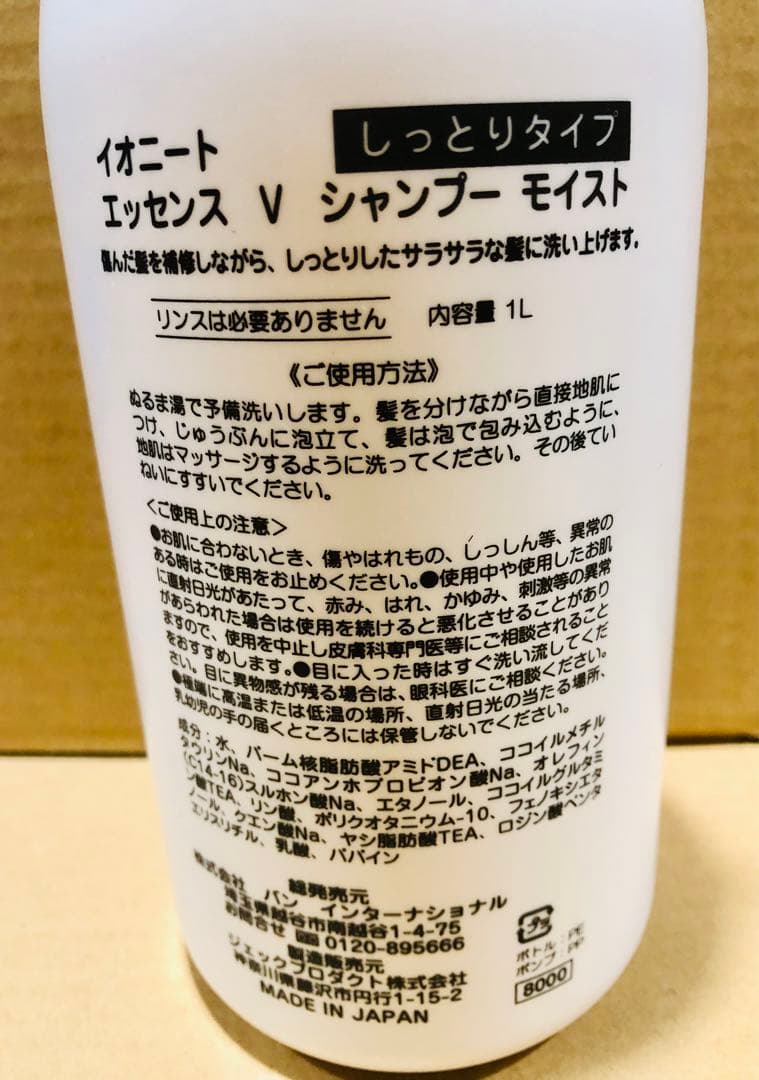 イオニート
しっとりタイプ
エッセンス V シャンプー モイスト
傷んだ髪を補修しながら、しっとりしたサラサラな髪に洗い上げます。
リンスは必要ありません
内容量 1L
《ご使用方法》
ぬるま湯で予備洗いします。髪を分けながら直接地肌に
つけ、じゅうぶんに泡立て、髪は泡で包み込むように、
地肌はマッサージするように洗ってください。その後てい
ねいにすすいでください。
<ご使用上の注意>
●お肌に合わないとき、傷やはれもの、しっしん等、異常の
ある時はご使用をお止めください。●使用中や使用したお肌
に直射日光があたって、赤み、はれ、かゆみ、刺激等の異常
があらわれた場合は使用を続けると悪化させることがあり
ますので、使用を中止し皮膚科専門医等にご相談されること
をおすすめします。●目に入った時はすぐ洗い流してくだ
さい。目に異物感が残る場合は、眼科医にご相談ください。
●極端に高温または低温の場所、直射日光の当たる場所、
乳幼児の手の届くところには保管しないでください。
成分：水、パーム核脂肪酸アミドDEA、ココイルメチル
タウリンNa、ココアンホプロピオン酸Na、オレフィン
(C14-16)スルホン酸Na、エタノール、ココイルグルタミ
ン酸TEA、リン酸、ポリクオタニウム-10、フェノキシエタ
ノール、クエン酸Na、ヤシ脂肪酸TEA、ロジン酸ペンタ
エリスリチル、乳酸、パパイン
総発売元
株式会社 バン インターナショナル
埼玉県越谷市南越谷1-4-75
お問合せ 0120-895666
製造販売元
ジェックプロダクト株式会社
神奈川県藤沢市円行1-15-2
MADE IN JAPAN
プラ
ボトル：PE
ポンプ：PP
8000